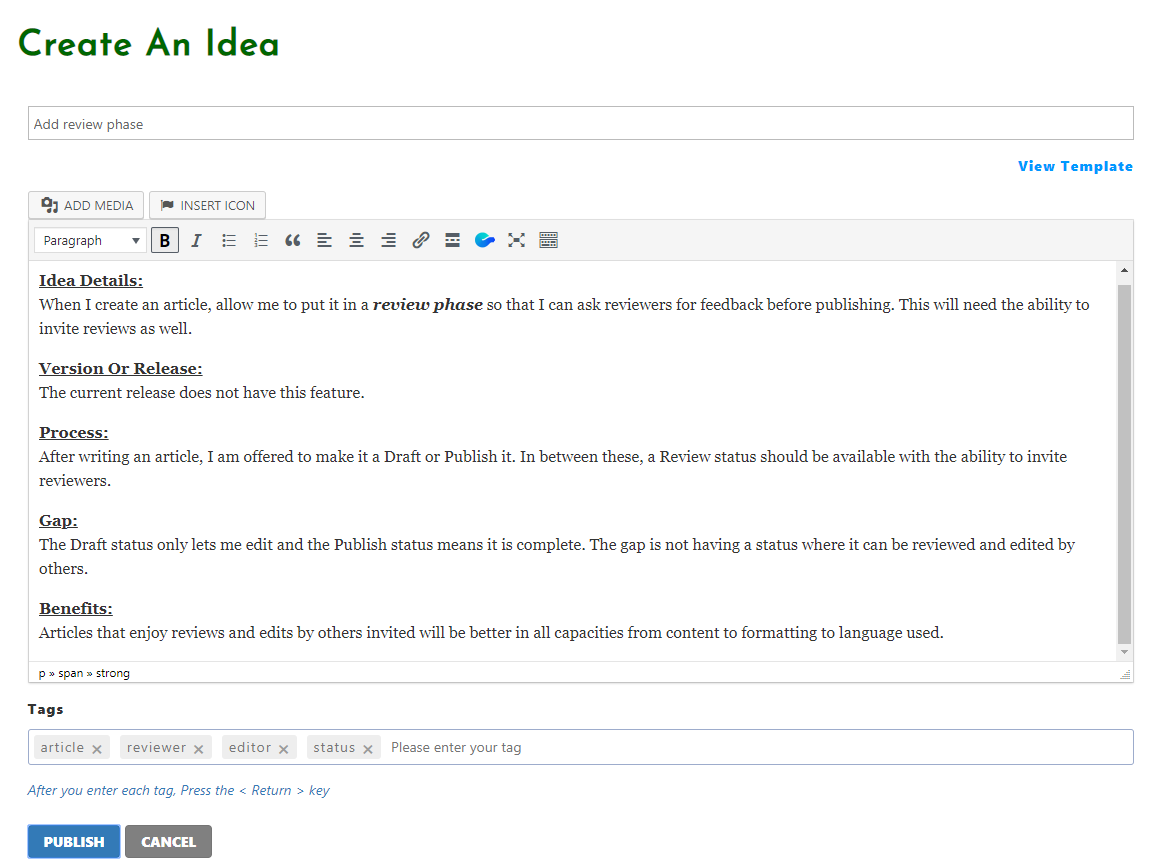 Create An Idea
Add review phase
View Template
ADD MEDIA INSERT ICON
Paragraph B I
Idea Details:
When I create an article, allow me to put it in a review phase so that I can ask reviewers for feedback before publishing. This will need the ability to
invite reviews as well.
Version Or Release:
The current release does not have this feature.
Process:
After writing an article, I am offered to make it a Draft or Publish it. In between these, a Review status should be available with the ability to invite
reviewers.
Gap:
The Draft status only lets me edit and the Publish status means it is complete. The gap is not having a status where it can be reviewed and edited by
others.
Benefits:
Articles that enjoy reviews and edits by others invited will be better in all capacities from content to formatting to language used.
p » span » strong
Tags
article × reviewer × editor × status × Please enter your tag
After you enter each tag, Press the < Return > key
PUBLISH CANCEL